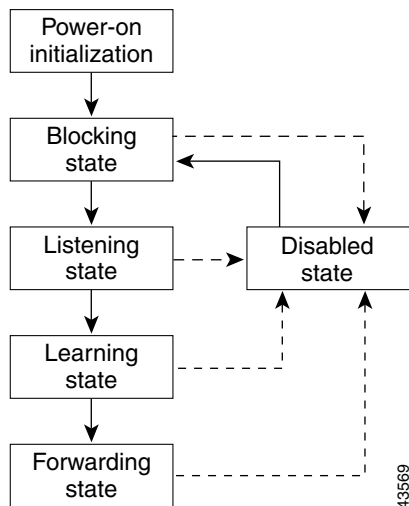 Power-on
initialization
Blocking
state
Listening
state
Disabled
state
Learning
state
Forwarding
state
43569